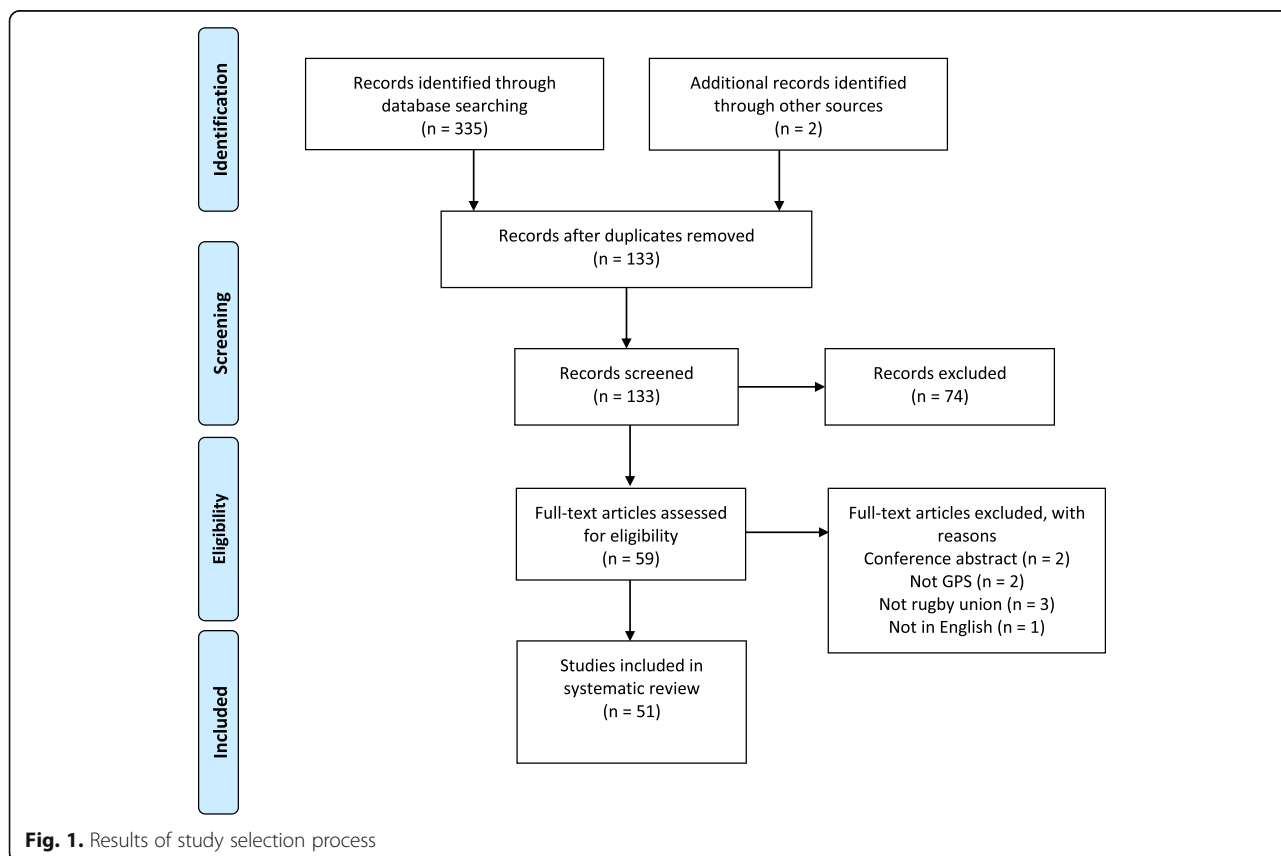 Identification
Records identified through
database searching
(n = 335)
Additional records identified
through other sources
(n = 2)
Records after duplicates removed
(n = 133)
Screening
Records screened
(n = 133)
Records excluded
(n = 74)
Eligibility
Full-text articles assessed
for eligibility
(n = 59)
Full-text articles excluded, with
reasons
Conference abstract (n = 2)
Not GPS (n = 2)
Not rugby union (n = 3)
Not in English (n = 1)
Included
Studies included in
systematic review
(n = 51)
Fig. 1. Results of study selection process